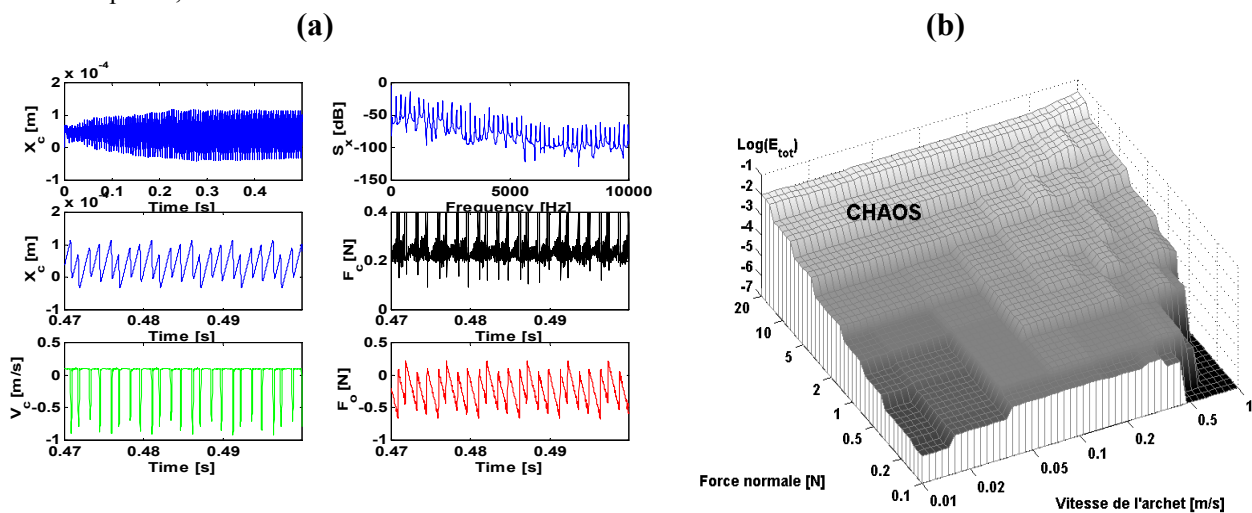 (a)
(b)
x 10⁻⁴
2
1
0
-1
X_c [m]
0 0.1 0.2 0.3 0.4
Time [s]
0
-50
-100
-150
S_x [dB]
0 5000 10000
Frequency [Hz]
x 10⁻⁴
2
1
0
-1
X_c [m]
0.47 0.48 0.49
Time [s]
0.4
0.2
0
F_c [N]
0.47 0.48 0.49
Time [s]
0.5
0
-0.5
-1
V_c [m/s]
0.47 0.48 0.49
Time [s]
0.5
0
-0.5
-1
F_o [N]
0.47 0.48 0.49
Time [s]
Log(E_tot)
-1
-2
-3
-4
-5
-6
-7
CHAOS
20
10
5
2
1
0.5
0.2
0.1
Force normale [N]
0.01
0.02
0.05
0.1
0.2
0.5
1
Vitesse de l'archet [m/s]